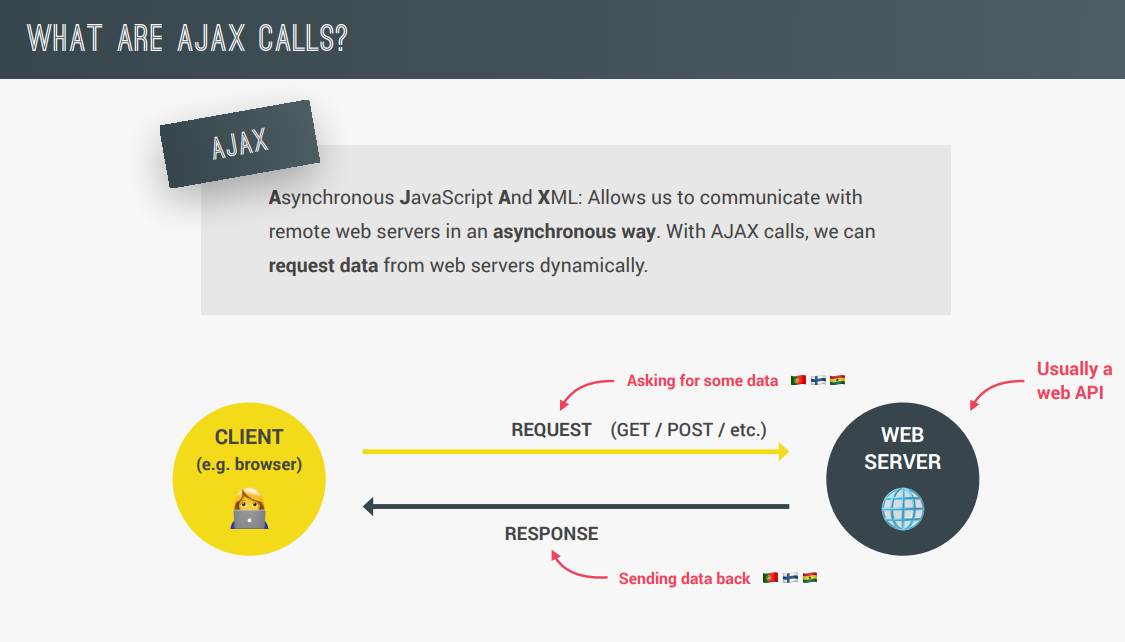 WHAT ARE AJAX CALLS?
AJAX
Asynchronous JavaScript And XML: Allows us to communicate with
remote web servers in an asynchronous way. With AJAX calls, we can
request data from web servers dynamically.
Usually a
web API
Asking for some data
REQUEST (GET / POST / etc.)
CLIENT
(e.g. browser)
WEB
SERVER
RESPONSE
Sending data back